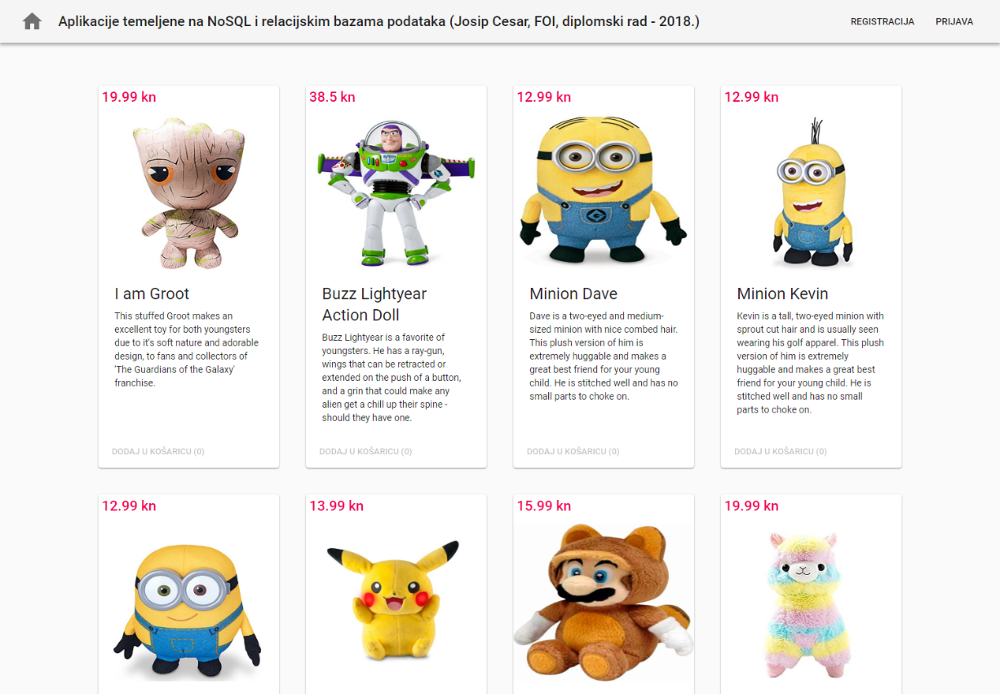 Aplikacije temeljene na NoSQL i relacijskim bazama podataka (Josip Cesar, FOI, diplomski rad - 2018.)
REGISTRACIJA
PRIJAVA
19.99 kn
I am Groot
This stuffed Groot makes an
excellent toy for both youngsters
due to it's soft nature and adorable
design, to fans and collectors of
'The Guardians of the Galaxy'
franchise.
DODAJ U KOŠARICU (0)
38.5 kn
Buzz Lightyear
Action Doll
Buzz Lightyear is a favorite of
youngsters. He has a ray-gun,
wings that can be retracted or
extended on the push of a button,
and a grin that could make any
alien get a chill up their spine -
should they have one.
DODAJ U KOŠARICU (0)
12.99 kn
Minion Dave
Dave is a two-eyed and medium-
sized minion with nice combed hair.
This plush version of him is
extremely huggable and makes a
great best friend for your young
child. He is stitched well and has no
small parts to choke on.
DODAJ U KOŠARICU (0)
12.99 kn
Minion Kevin
Kevin is a tall, two-eyed minion with
sprout cut hair and is usually seen
wearing his golf apparel. This plush
version of him is extremely
huggable and makes a great best
friend for your young child. He is
stitched well and has no small
parts to choke on.
DODAJ U KOŠARICU (0)
12.99 kn
13.99 kn
15.99 kn
19.99 kn